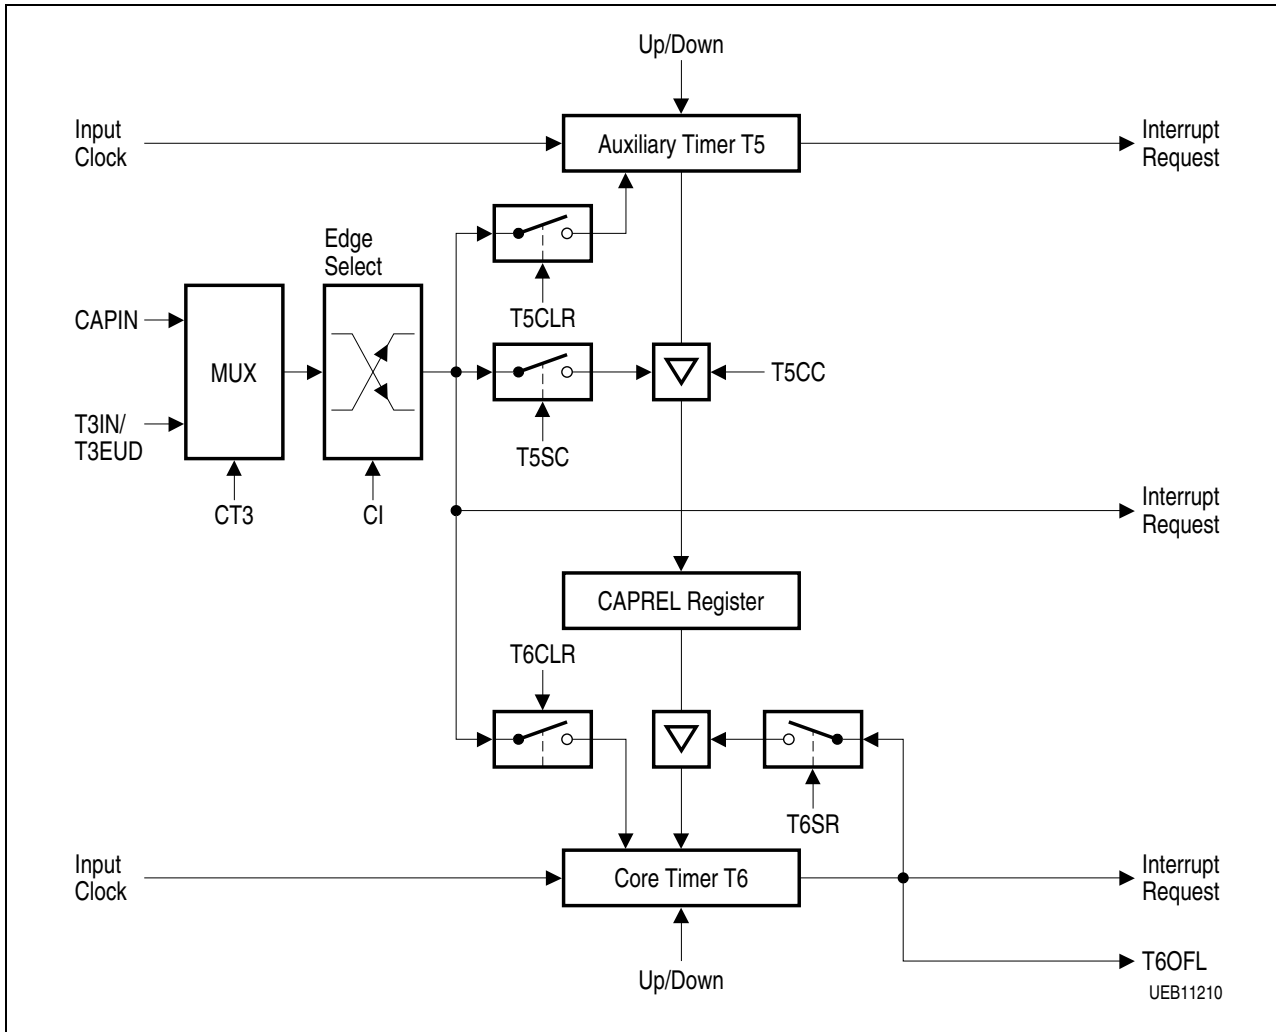 Up/Down
Input
Clock
Auxiliary Timer T5
Interrupt
Request
Edge
Select
T5CLR
CAPIN
MUX
T5CC
T3IN/
T3EUD
T5SC
CT3
CI
Interrupt
Request
CAPREL Register
T6CLR
T6SR
Input
Clock
Core Timer T6
Interrupt
Request
Up/Down
T6OFL
UEB11210